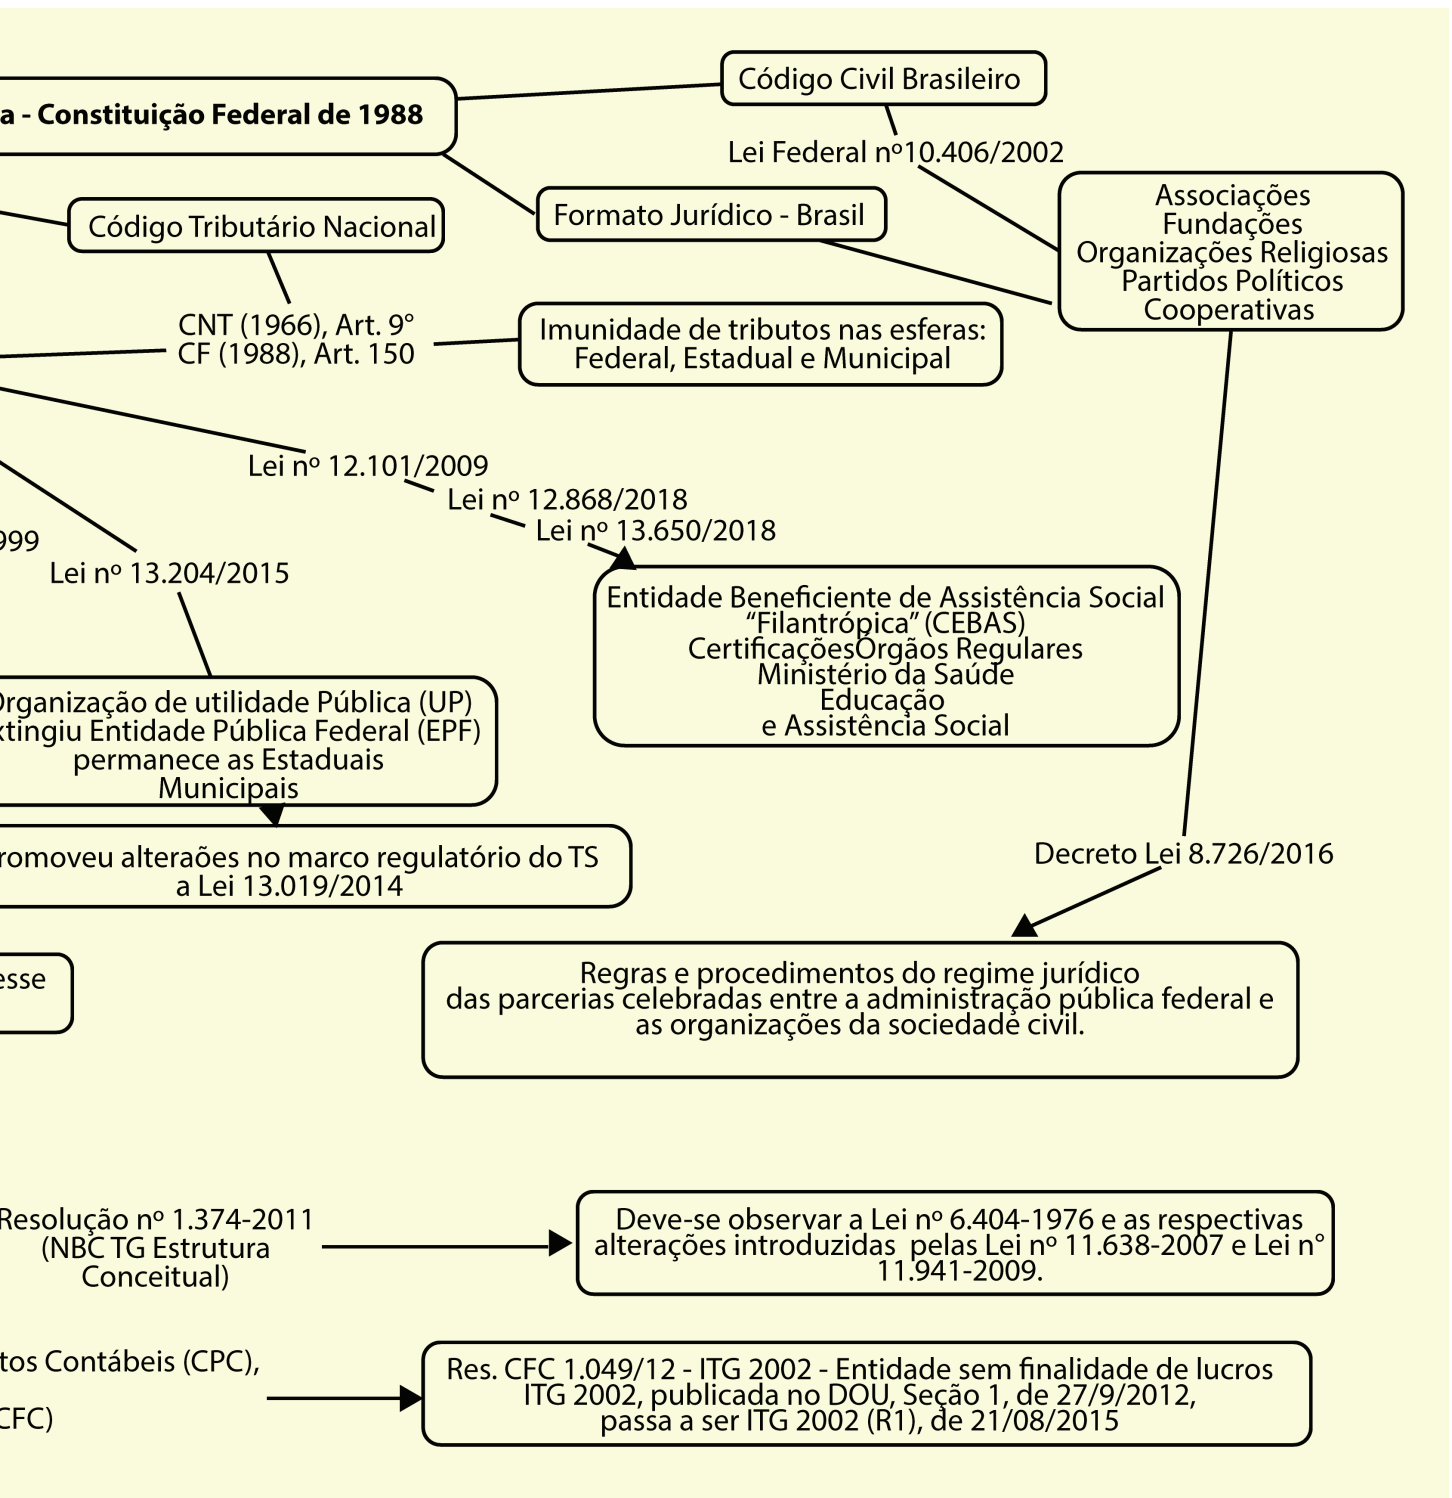 Código Civil Brasileiro
a - Constituição Federal de 1988
Lei Federal nº10.406/2002
Associações
Fundações
Organizações Religiosas
Partidos Políticos
Cooperativas
Formato Jurídico - Brasil
Código Tributário Nacional
CNT (1966), Art. 9°
CF (1988), Art. 150
Imunidade de tributos nas esferas:
Federal, Estadual e Municipal
Lei nº 12.101/2009
Lei nº 12.868/2018
Lei nº 13.650/2018
999
Lei nº 13.204/2015
Entidade Beneficiente de Assistência Social
“Filantrópica” (CEBAS)
CertificaçõesÓrgãos Regulares
Ministério da Saúde
Educação
e Assistência Social
Organização de utilidade Pública (UP)
xtingiu Entidade Pública Federal (EPF)
permanece as Estaduais
Municipais
romoveu alteraões no marco regulatório do TS
a Lei 13.019/2014
Decreto Lei 8.726/2016
esse
Regras e procedimentos do regime jurídico
das parcerias celebradas entre a administração pública federal e
as organizações da sociedade civil.
Resolução nº 1.374-2011
(NBC TG Estrutura
Conceitual)
Deve-se observar a Lei nº 6.404-1976 e as respectivas
alterações introduzidas pelas Lei nº 11.638-2007 e Lei n°
11.941-2009.
tos Contábeis (CPC),
CFC)
Res. CFC 1.049/12 - ITG 2002 - Entidade sem finalidade de lucros
ITG 2002, publicada no DOU, Seção 1, de 27/9/2012,
passa a ser ITG 2002 (R1), de 21/08/2015